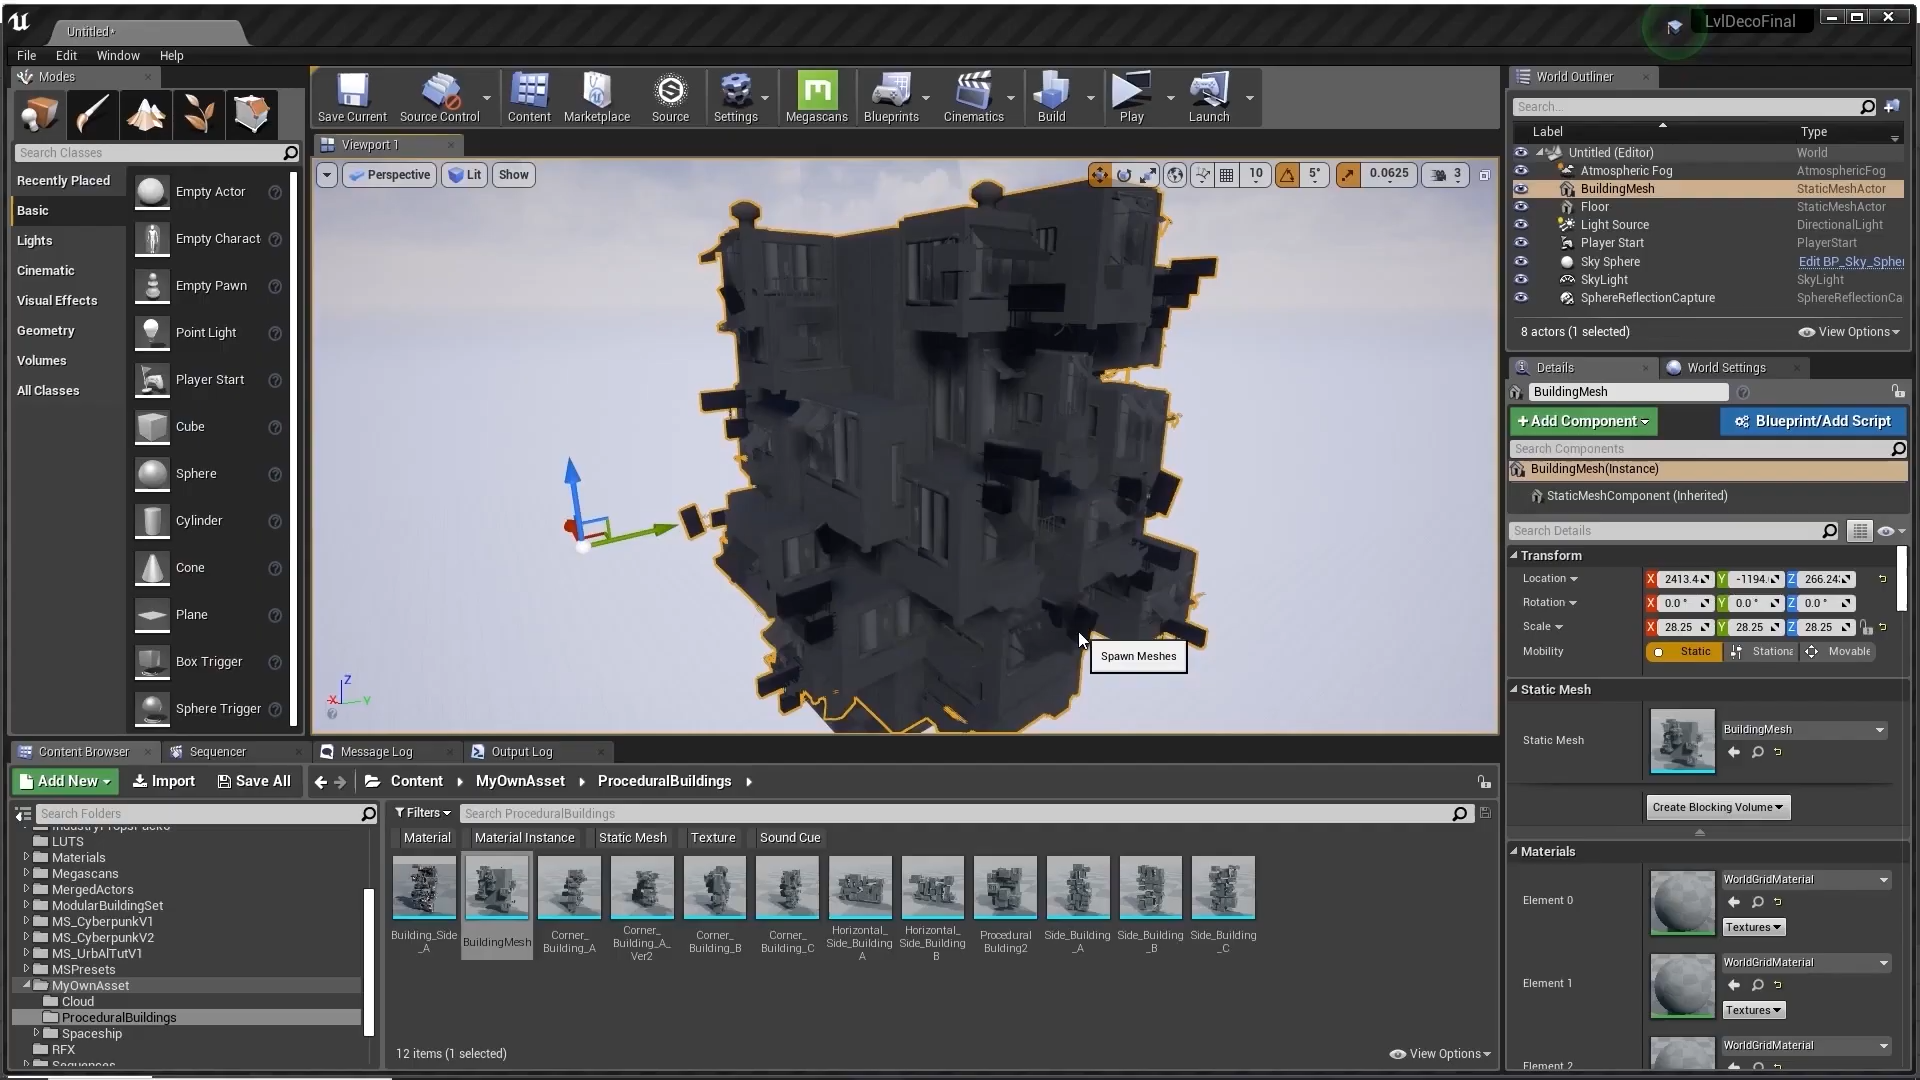 Untitled*
LvlDecoFinal
File Edit Window Help
Modes
Search Classes
Recently Placed
Basic
Lights
Cinematic
Visual Effects
Geometry
Volumes
All Classes
Empty Actor
Empty Charact
Empty Pawn
Point Light
Player Start
Cube
Sphere
Cylinder
Cone
Plane
Box Trigger
Sphere Trigger
Save Current Source Control Content Marketplace Source Settings Megascans Blueprints Cinematics Build Play Launch
Viewport 1
Perspective Lit Show
10 5° 0.0625 3
Spawn Meshes
Z
X Y
World Outliner
Search...
Label Type
Untitled (Editor) World
Atmospheric Fog AtmosphericFog
BuildingMesh StaticMeshActor
Floor StaticMeshActor
Light Source DirectionalLight
Player Start PlayerStart
Sky Sphere Edit BP_Sky_Spher
SkyLight SkyLight
SphereReflectionCapture SphereReflectionCa
8 actors (1 selected) View Options
Details World Settings
BuildingMesh
+Add Component Blueprint/Add Script
Search Components
BuildingMesh(Instance)
StaticMeshComponent (Inherited)
Search Details
Transform
Location X 2413.4 Y -1194. Z 266.24
Rotation X 0.0 ° Y 0.0 ° Z 0.0 °
Scale X 28.25 Y 28.25 Z 28.25
Mobility Static Stationa Movable
Static Mesh
Static Mesh BuildingMesh
Create Blocking Volume
Materials
Element 0 WorldGridMaterial
Textures
Element 1 WorldGridMaterial
Textures
Element 2 WorldGridMaterial
Content Browser Sequencer Message Log Output Log
Add New Import Save All Content MyOwnAsset ProceduralBuildings
Search Folders
IndustryPropsPack6
LUTS
Materials
Megascans
MergedActors
ModularBuildingSet
MS_CyberpunkV1
MS_CyberpunkV2
MS_UrbAlTutV1
MSPresets
MyOwnAsset
Cloud
ProceduralBuildings
Spaceship
RFX
Sequences
Filters Search ProceduralBuildings
Material Material Instance Static Mesh Texture Sound Cue
Building_Side
_A
BuildingMesh
Corner_
Building_A
Corner_
Building_A_
Ver2
Corner_
Building_B
Corner_
Building_C
Horizontal_
Side_Building
A
Horizontal_
Side_Building
B
Procedural
Building2
Side_Building
_A
Side_Building
_B
Side_Building
_C
12 items (1 selected) View Options